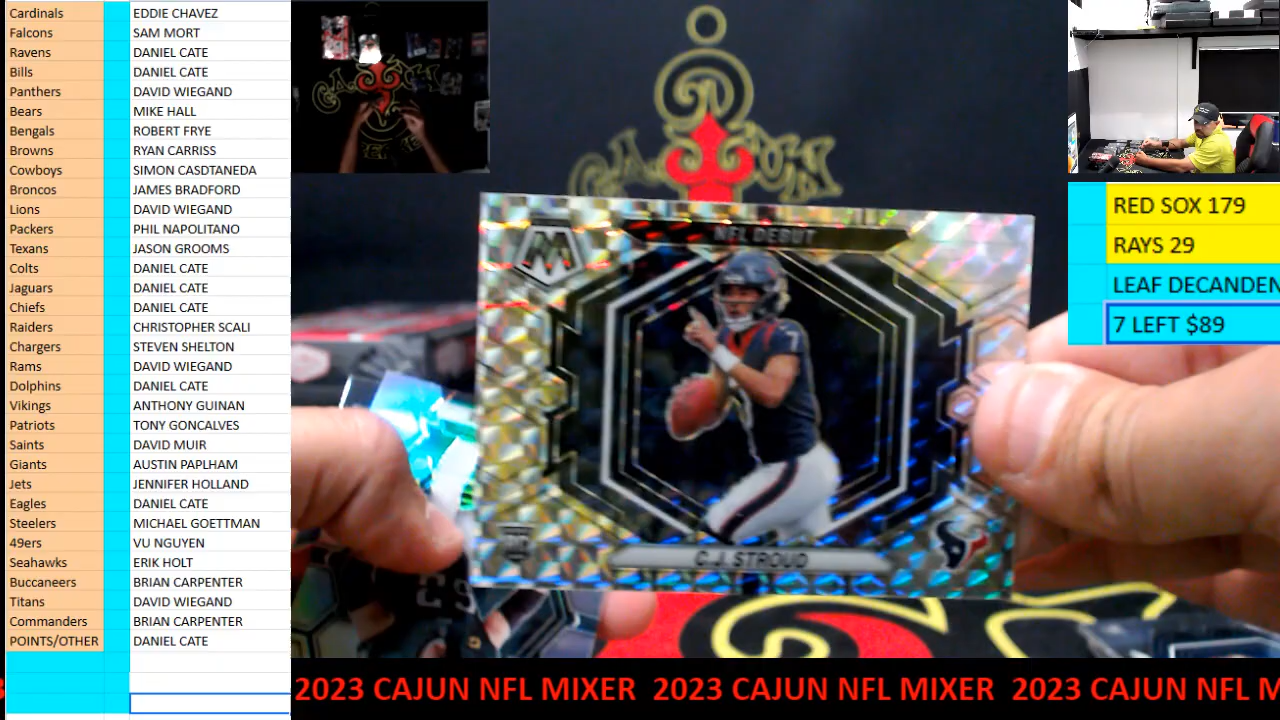 Cardinals EDDIE CHAVEZ
Falcons SAM MORT
Ravens DANIEL CATE
Bills DANIEL CATE
Panthers DAVID WIEGAND
Bears MIKE HALL
Bengals ROBERT FRYE
Browns RYAN CARRISS
Cowboys SIMON CASDTANEDA
Broncos JAMES BRADFORD
Lions DAVID WIEGAND
Packers PHIL NAPOLITANO
Texans JASON GROOMS
Colts DANIEL CATE
Jaguars DANIEL CATE
Chiefs DANIEL CATE
Raiders CHRISTOPHER SCALI
Chargers STEVEN SHELTON
Rams DAVID WIEGAND
Dolphins DANIEL CATE
Vikings ANTHONY GUINAN
Patriots TONY GONCALVES
Saints DAVID MUIR
Giants AUSTIN PAPLHAM
Jets JENNIFER HOLLAND
Eagles DANIEL CATE
Steelers MICHAEL GOETTMAN
49ers VU NGUYEN
Seahawks ERIK HOLT
Buccaneers BRIAN CARPENTER
Titans DAVID WIEGAND
Commanders BRIAN CARPENTER
POINTS/OTHER DANIEL CATE
CAJUN
NFL DEBUT
M
7
C.J. STROUD
RED SOX 179
RAYS 29
LEAF DECANDEN
7 LEFT $89
2023 CAJUN NFL MIXER 2023 CAJUN NFL MIXER 2023 CAJUN NFL M